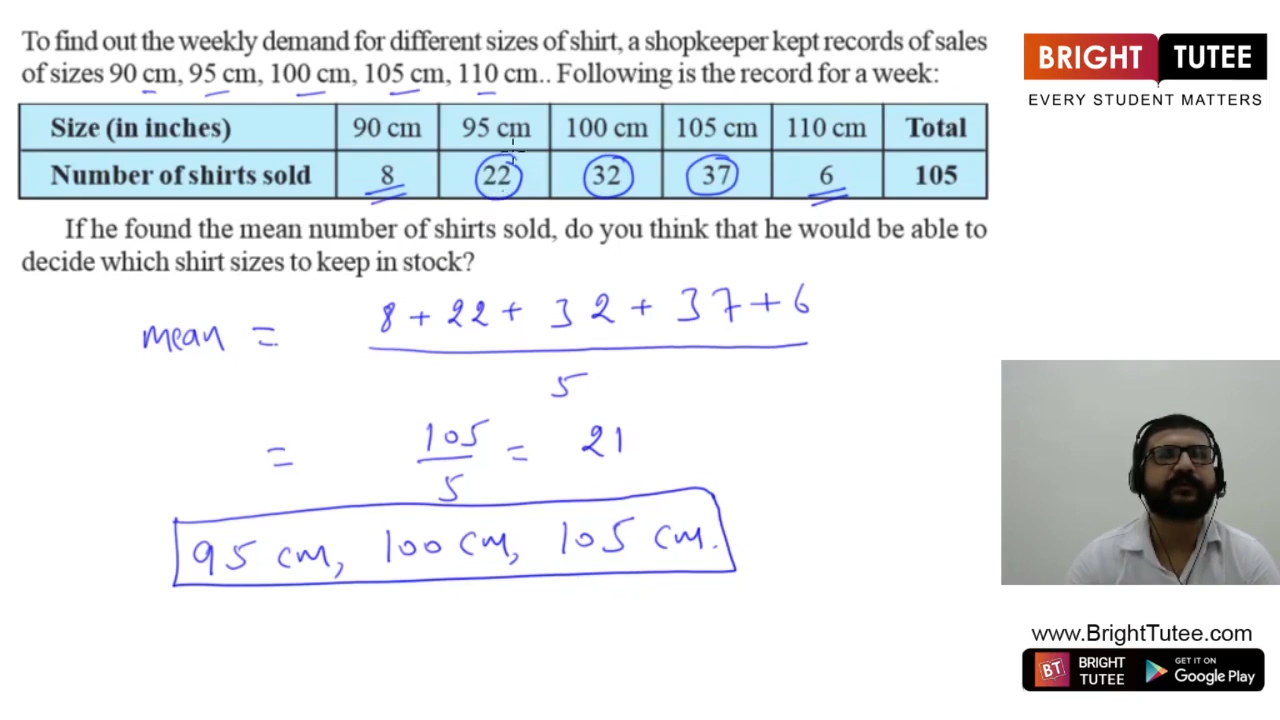 To find out the weekly demand for different sizes of shirt, a shopkeeper kept records of sales
of sizes 90 cm, 95 cm, 100 cm, 105 cm, 110 cm.. Following is the record for a week:
Size (in inches) 90 cm 95 cm 100 cm 105 cm 110 cm Total
Number of shirts sold 8 22 32 37 6 105
If he found the mean number of shirts sold, do you think that he would be able to
decide which shirt sizes to keep in stock?
mean = 8 + 22 + 32 + 37 + 6
5
= 105 = 21
5
95 cm, 100 cm, 105 cm.
BRIGHT TUTEE
EVERY STUDENT MATTERS
www.BrightTutee.com
BT BRIGHT TUTEE
GET IT ON
Google Play